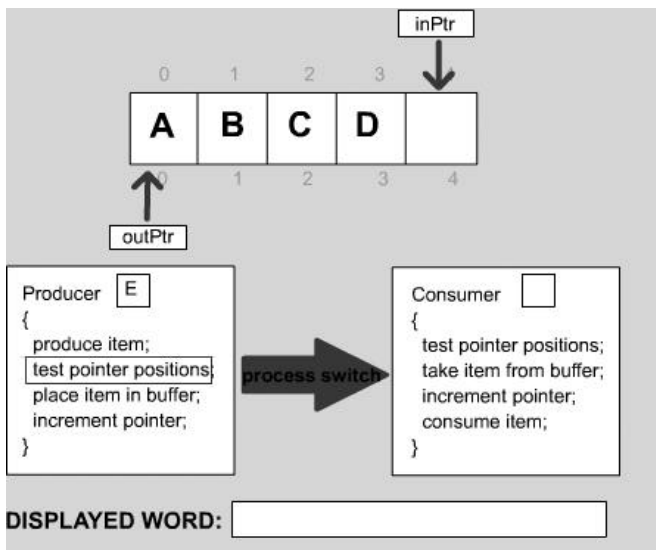 inPtr
0 1 2 3
A B C D
0 1 2 3 4
outPtr
Producer E
{
produce item;
test pointer positions;
place item in buffer;
increment pointer;
}
process switch
Consumer
{
test pointer positions;
take item from buffer;
increment pointer;
consume item;
}
DISPLAYED WORD: